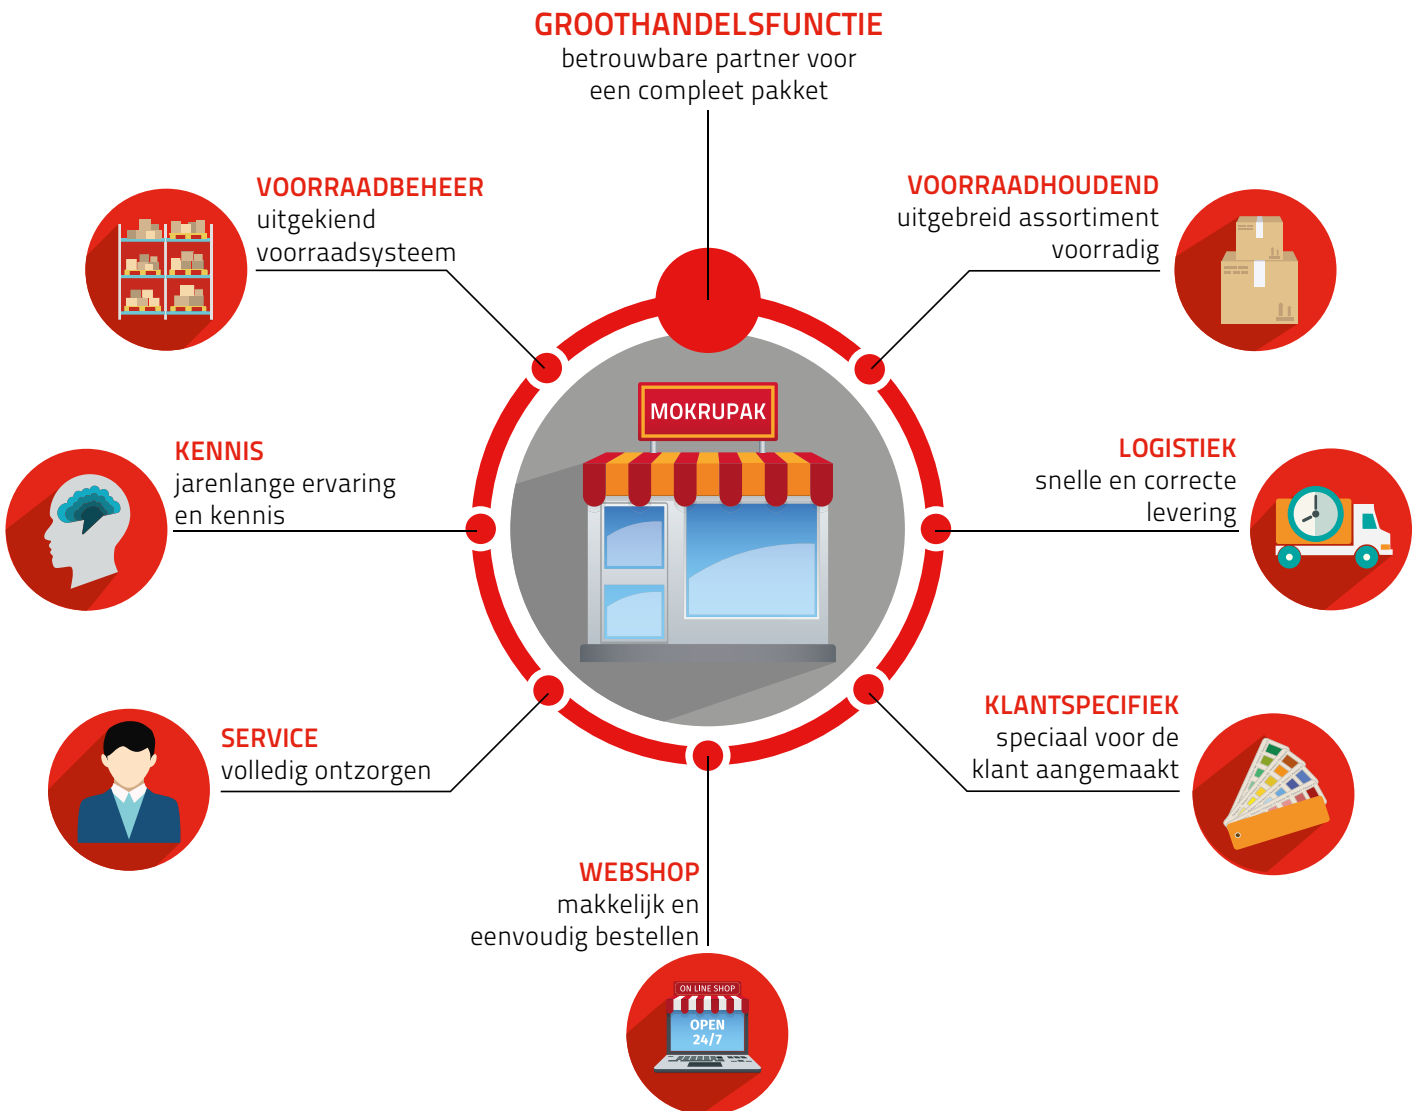 GROOTHANDELSFUNCTIE
betrouwbare partner voor
een compleet pakket
VOORRAADBEHEER
uitgekiend
voorraadsysteem
VOORRAADHOUDEND
uitgebreid assortiment
voorradig
MOKRUPAK
KENNIS
jarenlange ervaring
en kennis
LOGISTIEK
snelle en correcte
levering
SERVICE
volledig ontzorgen
KLANTSPECIFIEK
speciaal voor de
klant aangemaakt
WEBSHOP
makkelijk en
eenvoudig bestellen
ON LINE SHOP
OPEN
24/7